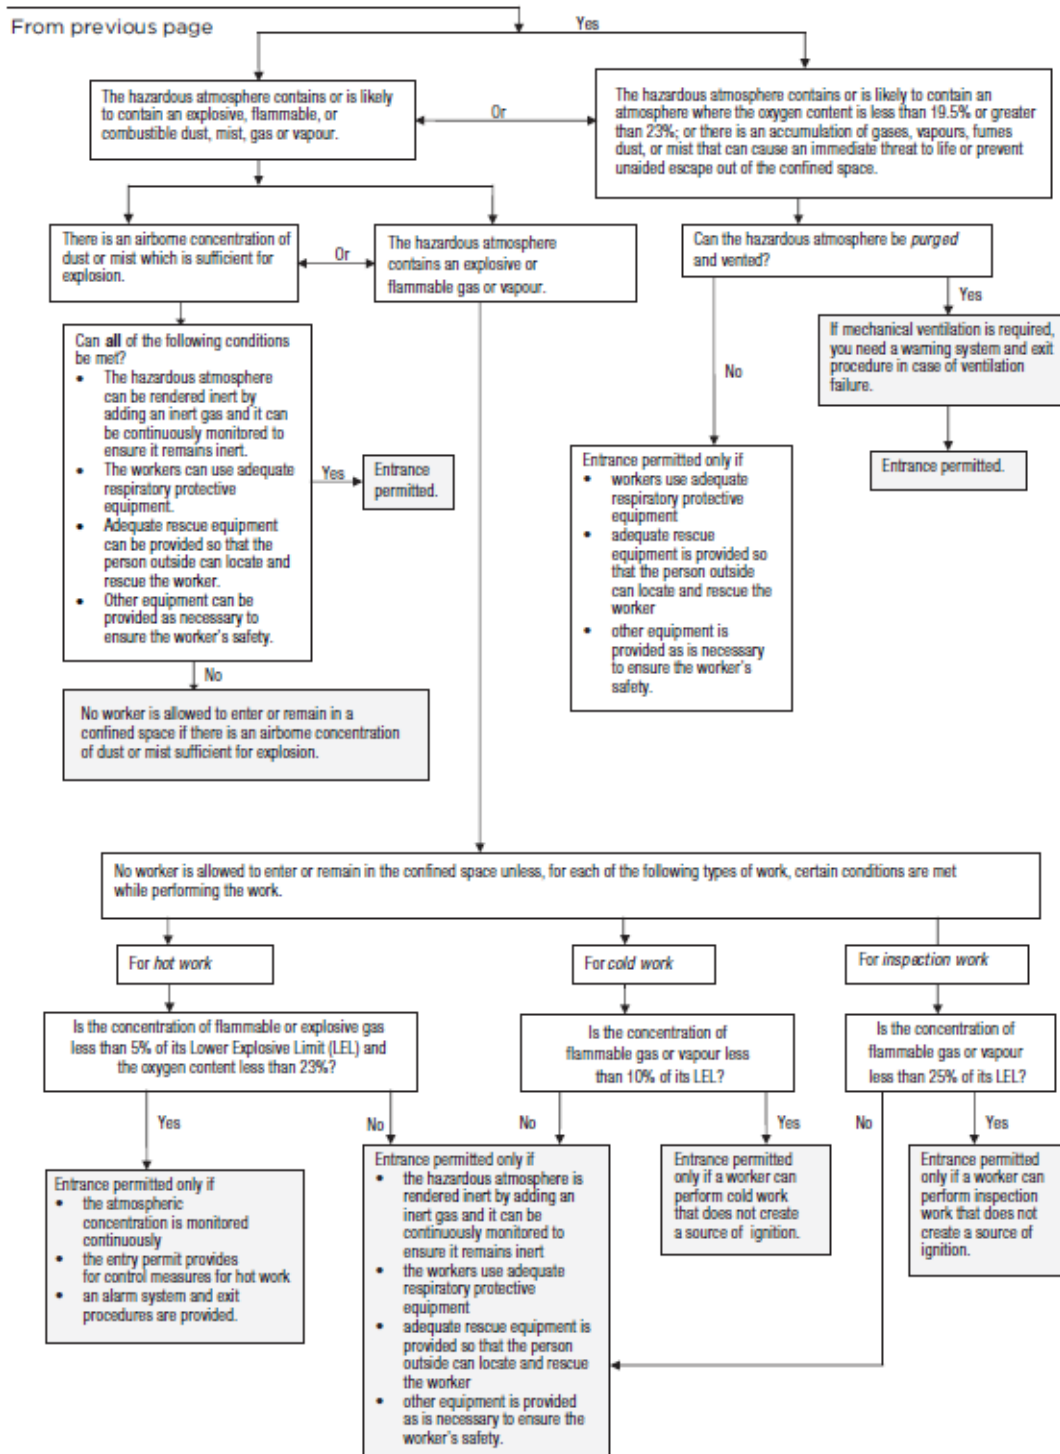 From previous page
Yes
The hazardous atmosphere contains or is likely
to contain an explosive, flammable, or
combustible dust, mist, gas or vapour.
Or
The hazardous atmosphere contains or is likely to contain an
atmosphere where the oxygen content is less than 19.5% or greater
than 23%; or there is an accumulation of gases, vapours, fumes
dust, or mist that can cause an immediate threat to life or prevent
unaided escape out of the confined space.
There is an airborne concentration of
dust or mist which is sufficient for
explosion.
Or
The hazardous atmosphere
contains an explosive or
flammable gas or vapour.
Can the hazardous atmosphere be purged
and vented?
No
Yes
If mechanical ventilation is required,
you need a warning system and exit
procedure in case of ventilation
failure.
Entrance permitted.
Can all of the following conditions
be met?
• The hazardous atmosphere
can be rendered inert by
adding an inert gas and it can
be continuously monitored to
ensure it remains inert.
• The workers can use adequate
respiratory protective
equipment.
• Adequate rescue equipment
can be provided so that the
person outside can locate and
rescue the worker.
• Other equipment can be
provided as necessary to
ensure the worker's safety.
Yes
Entrance
permitted.
Entrance permitted only if
• workers use adequate
respiratory protective
equipment
• adequate rescue
equipment is provided so
that the person outside
can locate and rescue the
worker
• other equipment is
provided as is necessary
to ensure the worker's
safety.
No
No worker is allowed to enter or remain in a
confined space if there is an airborne concentration
of dust or mist sufficient for explosion.
No worker is allowed to enter or remain in the confined space unless, for each of the following types of work, certain conditions are met
while performing the work.
For hot work
For cold work
For inspection work
Is the concentration of flammable or explosive gas
less than 5% of its Lower Explosive Limit (LEL) and
the oxygen content less than 23%?
Is the concentration of
flammable gas or vapour less
than 10% of its LEL?
Is the concentration of
flammable gas or vapour
less than 25% of its LEL?
Yes
No
No
Yes
No
Yes
Entrance permitted only if
• the atmospheric
concentration is monitored
continuously
• the entry permit provides
for control measures for hot work
• an alarm system and exit
procedures are provided.
Entrance permitted only if
• the hazardous atmosphere is
rendered inert by adding an
inert gas and it can be
continuously monitored to
ensure it remains inert
• the workers use adequate
respiratory protective
equipment
• adequate rescue equipment is
provided so that the person
outside can locate and rescue
the worker
• other equipment is provided
as is necessary to ensure the
worker's safety.
Entrance permitted
only if a worker can
perform cold work
that does not create
a source of ignition.
Entrance permitted
only if a worker can
perform inspection
work that does not
create a source of
ignition.